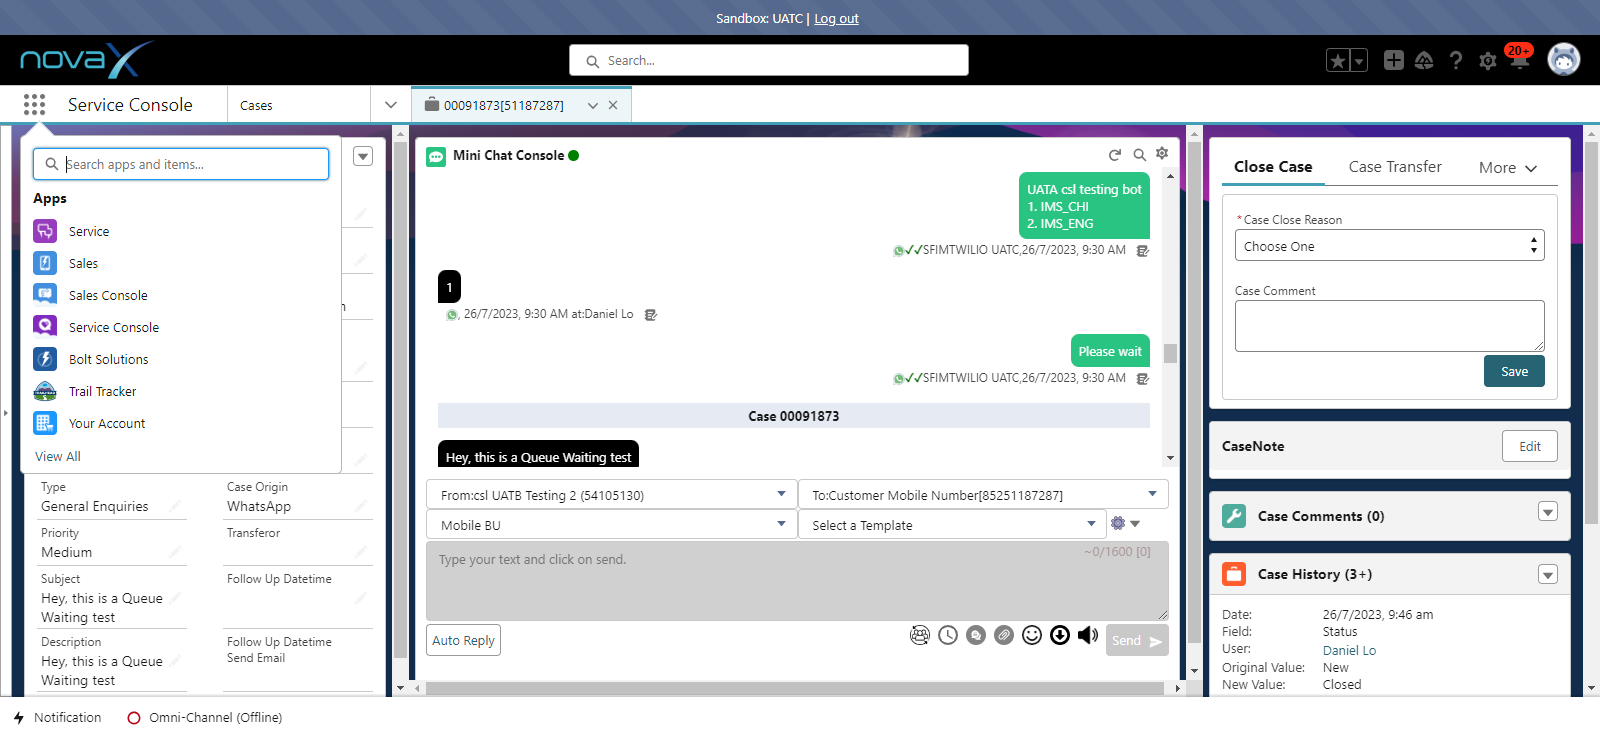 Sandbox: UATC | Log out
novaX
Search...
20+
Service Console
Cases
00091873[51187287]
Search apps and items...
Apps
Service
Sales
Sales Console
Service Console
Bolt Solutions
Trail Tracker
Your Account
View All
Type
General Enquiries
Case Origin
WhatsApp
Priority
Medium
Transferor
Subject
Hey, this is a Queue
Waiting test
Follow Up Datetime
Description
Hey, this is a Queue
Waiting test
Follow Up Datetime
Send Email
Mini Chat Console
UATA csl testing bot
1. IMS_CHI
2. IMS_ENG
SFIMTWILIO UATC,26/7/2023, 9:30 AM
1
, 26/7/2023, 9:30 AM at:Daniel Lo
Please wait
SFIMTWILIO UATC,26/7/2023, 9:30 AM
Case 00091873
Hey, this is a Queue Waiting test
From:csl UATB Testing 2 (54105130)
To:Customer Mobile Number[85251187287]
Mobile BU
Select a Template
Type your text and click on send.
~0/1600 [0]
Auto Reply
Send
Close Case
Case Transfer
More
*Case Close Reason
Choose One
Case Comment
Save
CaseNote
Edit
Case Comments (0)
Case History (3+)
Date: 26/7/2023, 9:46 am
Field: Status
User: Daniel Lo
Original Value: New
New Value: Closed
Notification
Omni-Channel (Offline)